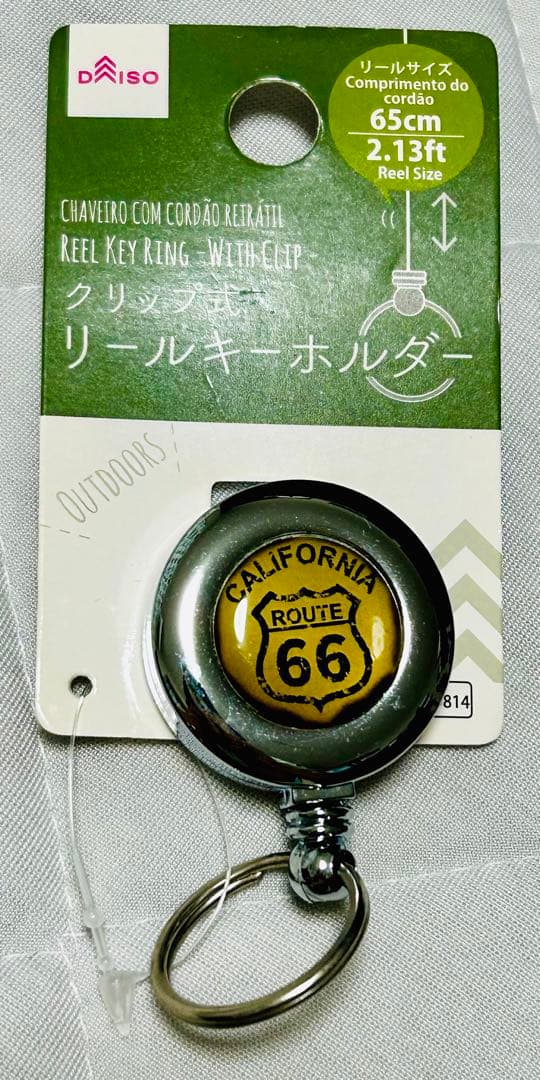 DAISO
リールサイズ
Comprimento do
cordão
65cm
2.13ft
Reel Size
CHAVEIRO COM CORDÃO RETRÁTIL
REEL KEY RING -WITH CLIP-
クリップ式
リールキーホルダー
OUTDOORS
CALIFORNIA
ROUTE
66
814